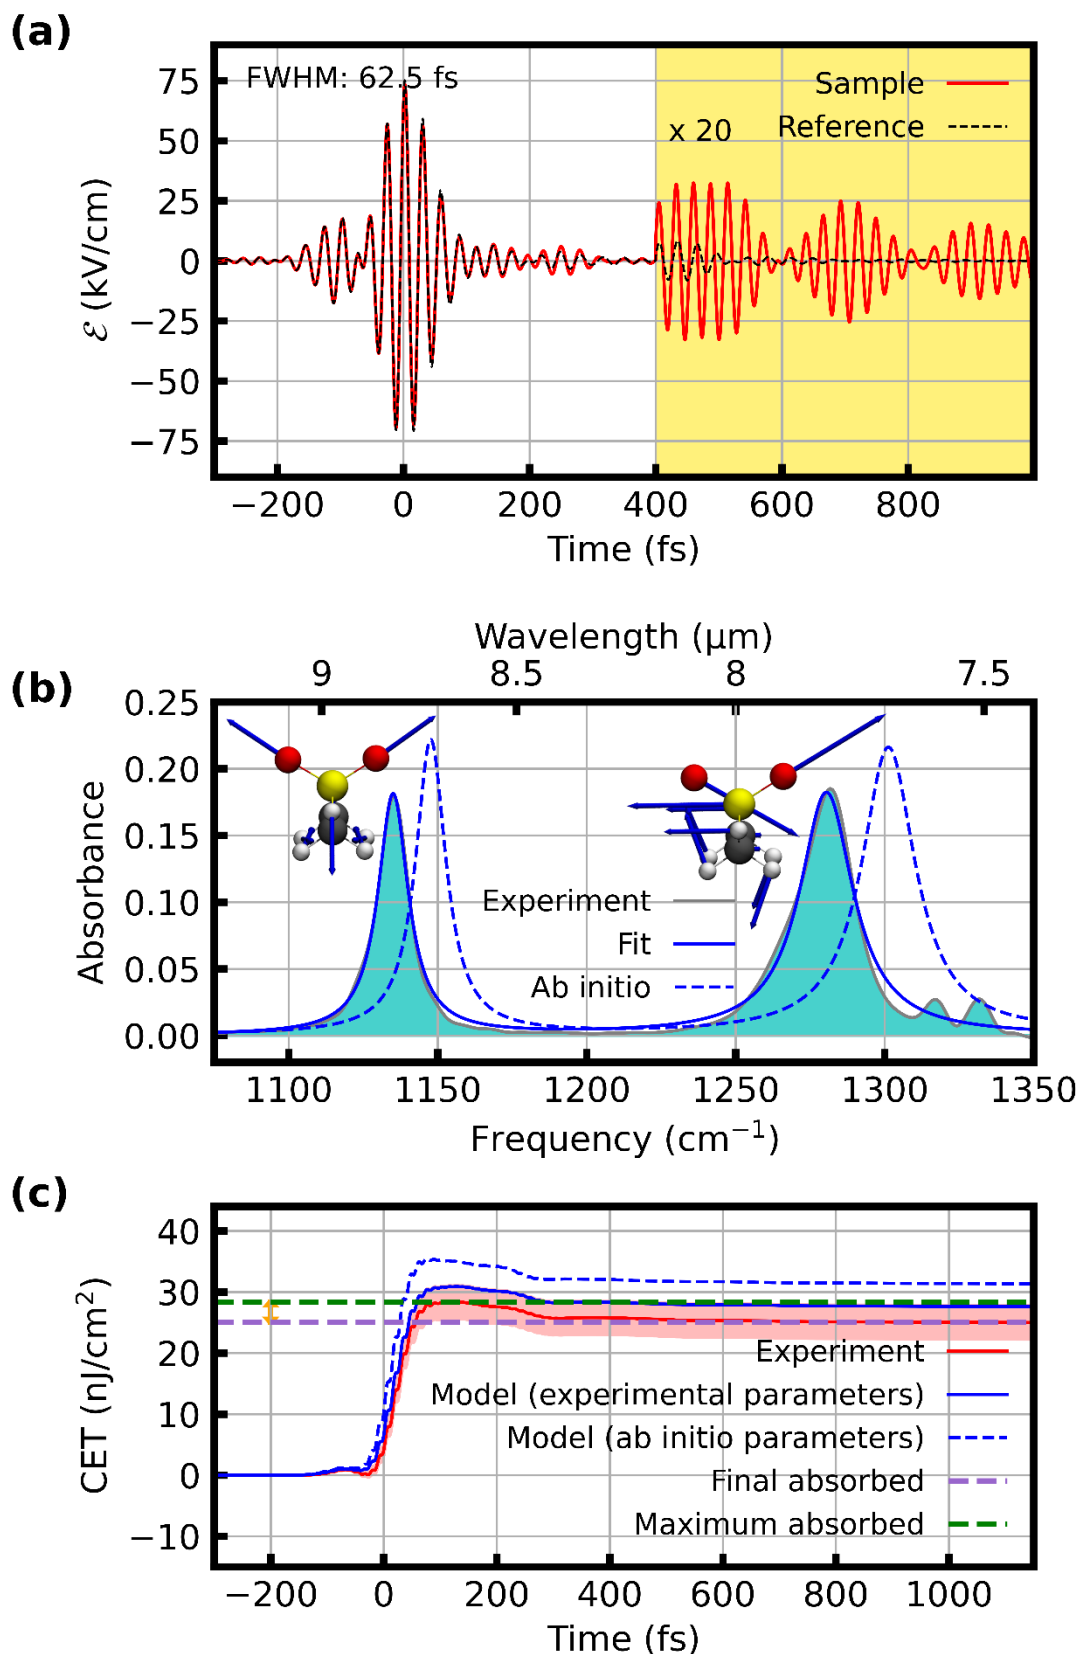 (a)
FWHM: 62.5 fs
Sample
Reference
x 20
75
50
25
0
−25
−50
−75
ℰ (kV/cm)
−200 0 200 400 600 800
Time (fs)
Wavelength (μm)
9 8.5 8 7.5
(b)
0.25
0.20
0.15
0.10
0.05
0.00
Absorbance
Experiment
Fit
Ab initio
1100 1150 1200 1250 1300 1350
Frequency (cm⁻¹)
(c)
40
30
20
10
0
−10
CET (nJ/cm²)
Experiment
Model (experimental parameters)
Model (ab initio parameters)
Final absorbed
Maximum absorbed
−200 0 200 400 600 800 1000
Time (fs)